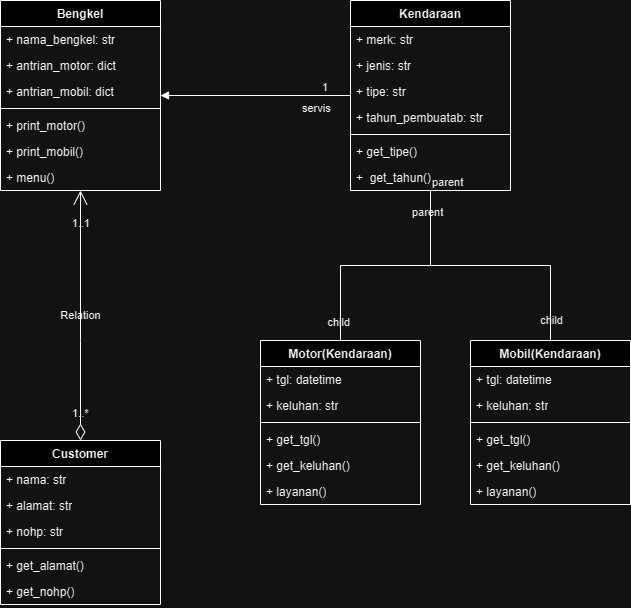 Bengkel
+ nama_bengkel: str
+ antrian_motor: dict
+ antrian_mobil: dict
+ print_motor()
+ print_mobil()
+ menu()
Kendaraan
+ merk: str
+ jenis: str
+ tipe: str
+ tahun_pembuatab: str
+ get_tipe()
+ get_tahun()
1
servis
parent
parent
1..1
Relation
1..*
child
child
Motor(Kendaraan)
+ tgl: datetime
+ keluhan: str
+ get_tgl()
+ get_keluhan()
+ layanan()
Mobil(Kendaraan)
+ tgl: datetime
+ keluhan: str
+ get_tgl()
+ get_keluhan()
+ layanan()
Customer
+ nama: str
+ alamat: str
+ nohp: str
+ get_alamat()
+ get_nohp()